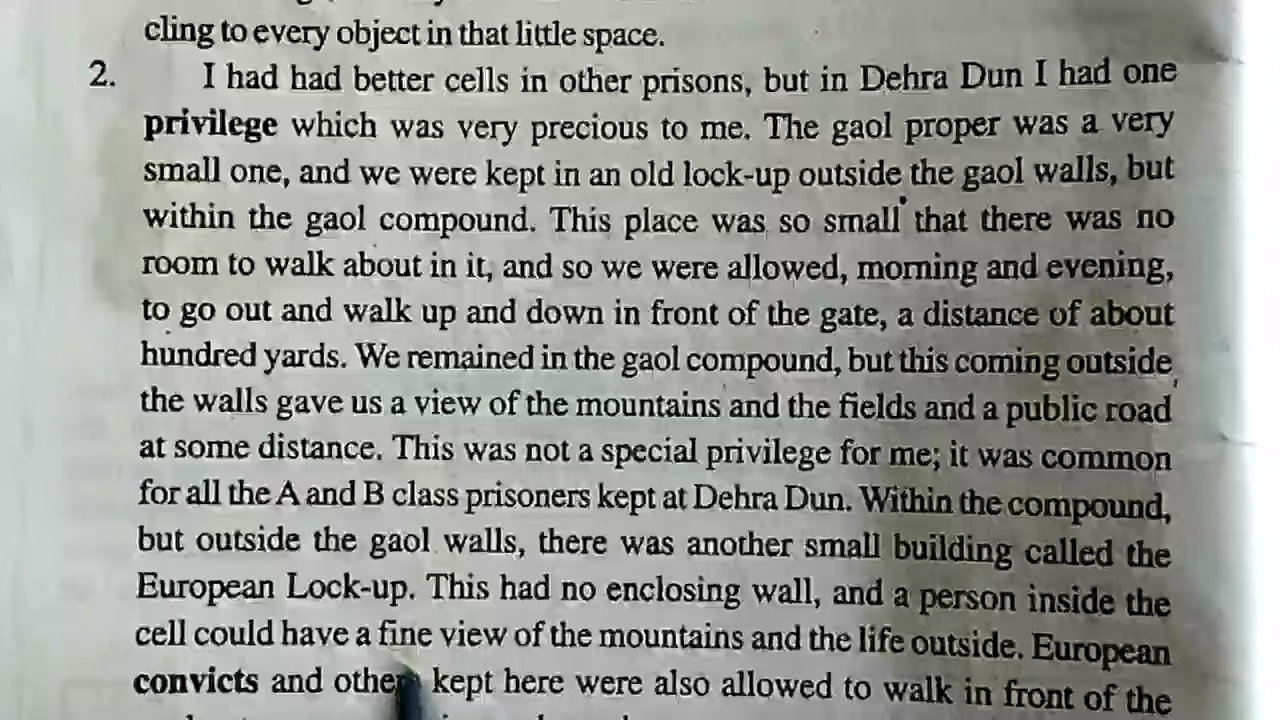 cling to every object in that little space.
2. I had had better cells in other prisons, but in Dehra Dun I had one
privilege which was very precious to me. The gaol proper was a very
small one, and we were kept in an old lock-up outside the gaol walls, but
within the gaol compound. This place was so small that there was no
room to walk about in it, and so we were allowed, morning and evening,
to go out and walk up and down in front of the gate, a distance of about
hundred yards. We remained in the gaol compound, but this coming outside
the walls gave us a view of the mountains and the fields and a public road
at some distance. This was not a special privilege for me; it was common
for all the A and B class prisoners kept at Dehra Dun. Within the compound,
but outside the gaol walls, there was another small building called the
European Lock-up. This had no enclosing wall, and a person inside the
cell could have a fine view of the mountains and the life outside. European
convicts and kept here were also allowed to walk in front of the